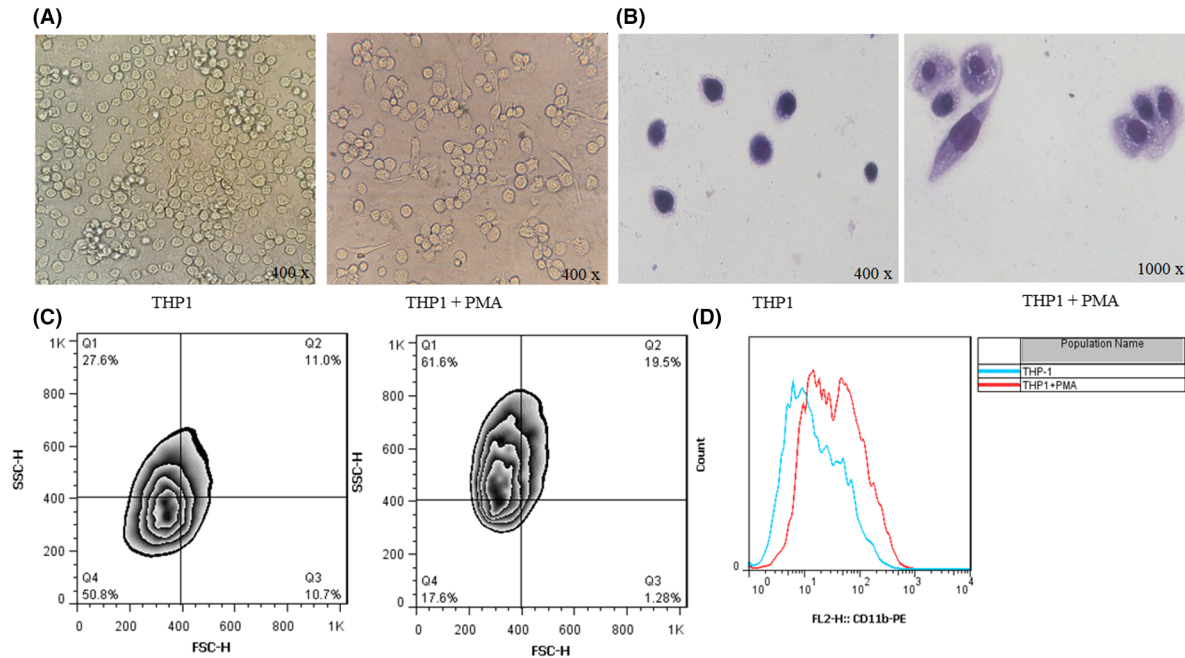 (A)
(B)
400 x
400 x
400 x
1000 x
THP1
THP1 + PMA
THP1
THP1 + PMA
(C)
(D)
1K
800
600
400
200
0
SSC-H
Q1
27.6%
Q2
11.0%
Q4
50.8%
Q3
10.7%
0 200 400 600 800 1K
FSC-H
1K
800
600
400
200
0
SSC-H
Q1
61.6%
Q2
19.5%
Q4
17.6%
Q3
1.28%
0 200 400 600 800 1K
FSC-H
Count
0
10^0 10^1 10^2 10^3 10^4
FL2-H:: CD11b-PE
Population Name
THP-1
THP1+PMA